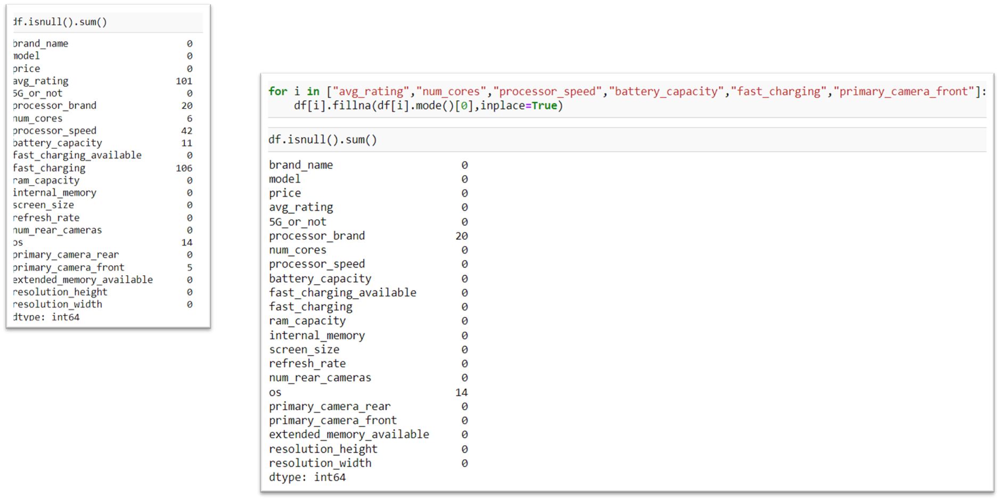 df.isnull().sum()
brand_name 0
model 0
price 0
avg_rating 101
5G_or_not 0
processor_brand 20
num_cores 6
processor_speed 42
battery_capacity 11
fast_charging_available 0
fast_charging 106
ram_capacity 0
internal_memory 0
screen_size 0
refresh_rate 0
num_rear_cameras 0
os 14
primary_camera_rear 0
primary_camera_front 5
extended_memory_available 0
resolution_height 0
resolution_width 0
dtype: int64
for i in ["avg_rating","num_cores","processor_speed","battery_capacity","fast_charging","primary_camera_front"]:
    df[i].fillna(df[i].mode()[0],inplace=True)
df.isnull().sum()
brand_name 0
model 0
price 0
avg_rating 0
5G_or_not 0
processor_brand 20
num_cores 0
processor_speed 0
battery_capacity 0
fast_charging_available 0
fast_charging 0
ram_capacity 0
internal_memory 0
screen_size 0
refresh_rate 0
num_rear_cameras 0
os 14
primary_camera_rear 0
primary_camera_front 0
extended_memory_available 0
resolution_height 0
resolution_width 0
dtype: int64